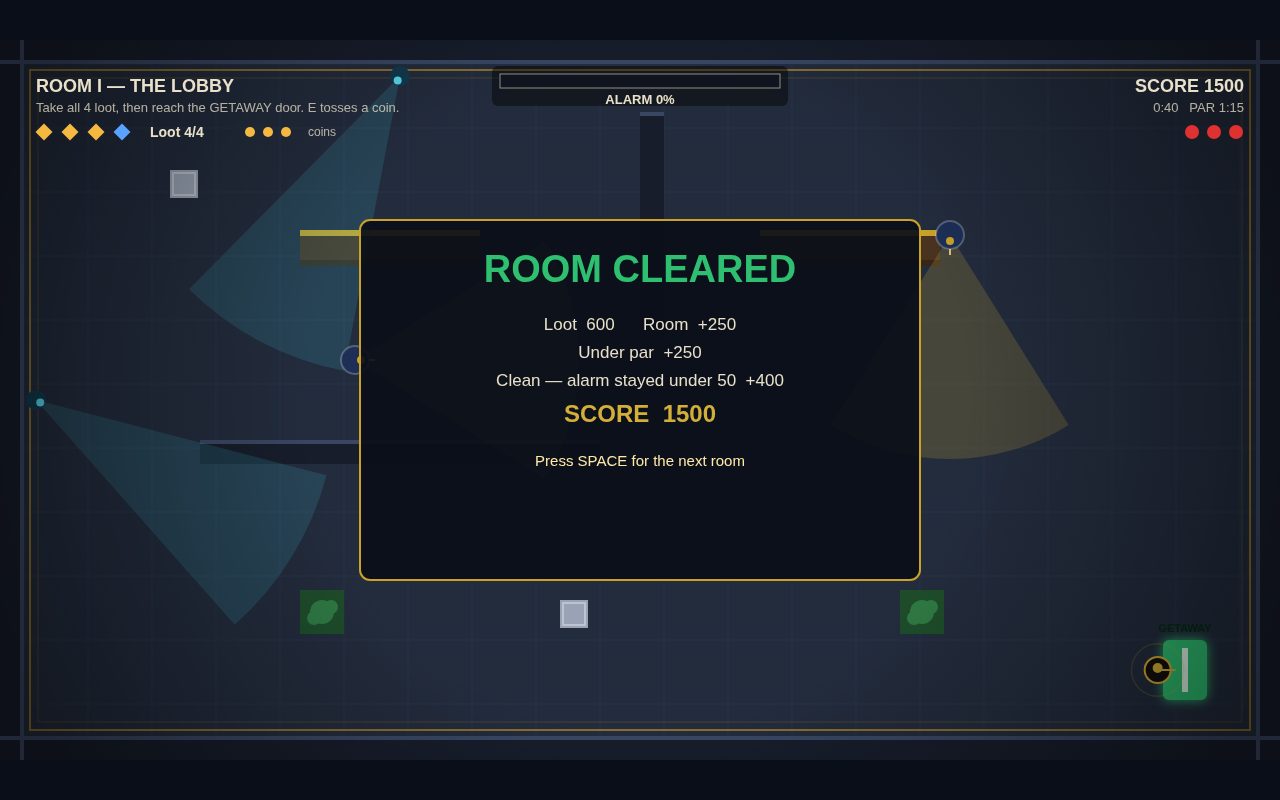 ROOM I — THE LOBBY
Take all 4 loot, then reach the GETAWAY door. E tosses a coin.
Loot 4/4 coins
ALARM 0%
SCORE 1500
0:40 PAR 1:15
ROOM CLEARED
Loot 600 Room +250
Under par +250
Clean — alarm stayed under 50 +400
SCORE 1500
Press SPACE for the next room
GETAWAY